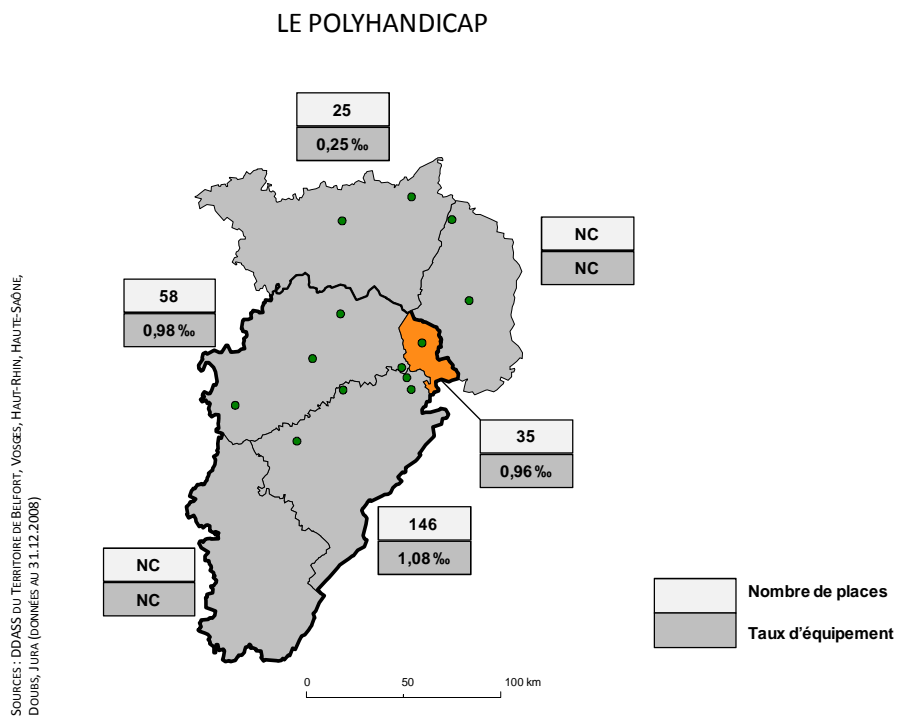 LE POLYHANDICAP
25
0,25 ‰
NC
NC
58
0,98 ‰
35
0,96 ‰
146
1,08 ‰
NC
NC
Nombre de places
Taux d'équipement
0 50 100 km
SOURCES : DDASS DU TERRITOIRE DE BELFORT, VOSGES, HAUT-RHIN, HAUTE-SAÔNE,
DOUBS, JURA (DONNÉES AU 31.12.2008)